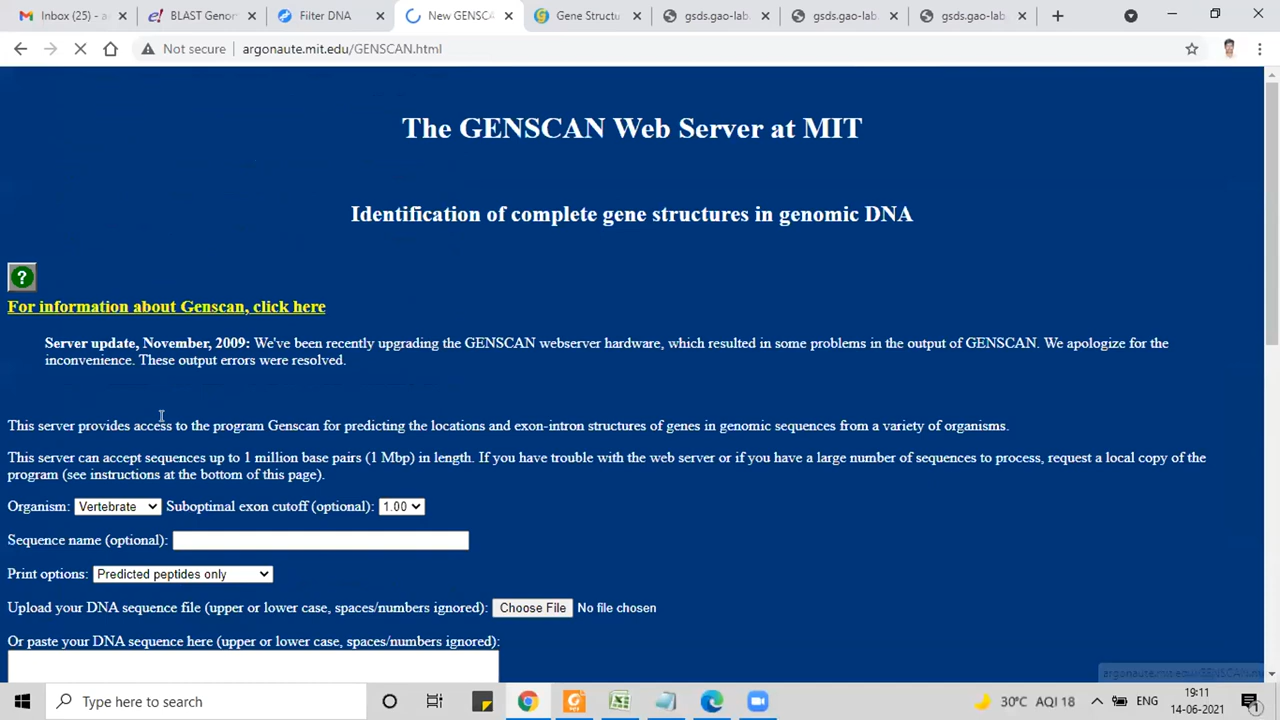 Inbox (25) - a
BLAST Genom
Filter DNA
New GENSCA
Gene Structu
gsds.gao-lab.
gsds.gao-lab.
gsds.gao-lab.
Not secure
argonaute.mit.edu/GENSCAN.html
The GENSCAN Web Server at MIT
Identification of complete gene structures in genomic DNA
?
For information about Genscan, click here
Server update, November, 2009: We've been recently upgrading the GENSCAN webserver hardware, which resulted in some problems in the output of GENSCAN. We apologize for the
inconvenience. These output errors were resolved.
This server provides access to the program Genscan for predicting the locations and exon-intron structures of genes in genomic sequences from a variety of organisms.
This server can accept sequences up to 1 million base pairs (1 Mbp) in length. If you have trouble with the web server or if you have a large number of sequences to process, request a local copy of the
program (see instructions at the bottom of this page).
Organism: Vertebrate Suboptimal exon cutoff (optional): 1.00
Sequence name (optional):
Print options: Predicted peptides only
Upload your DNA sequence file (upper or lower case, spaces/numbers ignored): Choose File No file chosen
Or paste your DNA sequence here (upper or lower case, spaces/numbers ignored):
Type here to search
30°C AQI 18
ENG
19:11
14-06-2021